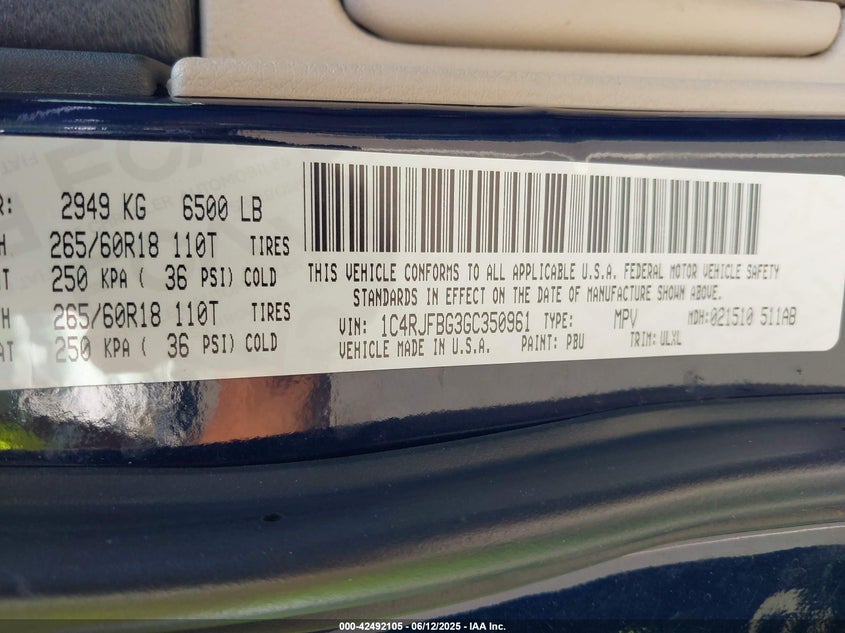 R: 2949 KG 6500 LB
H 265/60R18 110T TIRES
T 250 KPA ( 36 PSI) COLD
H 265/60R18 110T TIRES
AT 250 KPA ( 36 PSI) COLD
THIS VEHICLE CONFORMS TO ALL APPLICABLE U.S.A. FEDERAL MOTOR VEHICLE SAFETY
STANDARDS IN EFFECT ON THE DATE OF MANUFACTURE SHOWN ABOVE.
VIN: 1C4RJFBG3GC350961 TYPE: MPV MDH:021510 511AB
VEHICLE MADE IN U.S.A. PAINT: PBU TRIM: ULXL
000-42492105 - 06/12/2025 - IAA Inc.